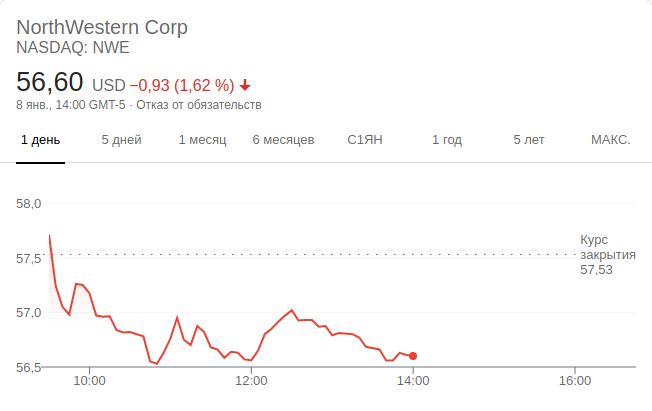 NorthWestern Corp
NASDAQ: NWE
56,60 USD −0,93 (1,62 %)
8 янв., 14:00 GMT-5 · Отказ от обязательств
1 день 5 дней 1 месяц 6 месяцев С1ЯН 1 год 5 лет МАКС.
58,0
57,5
57,0
56,5
Курс
закрытия
57,53
10:00 12:00 14:00 16:00